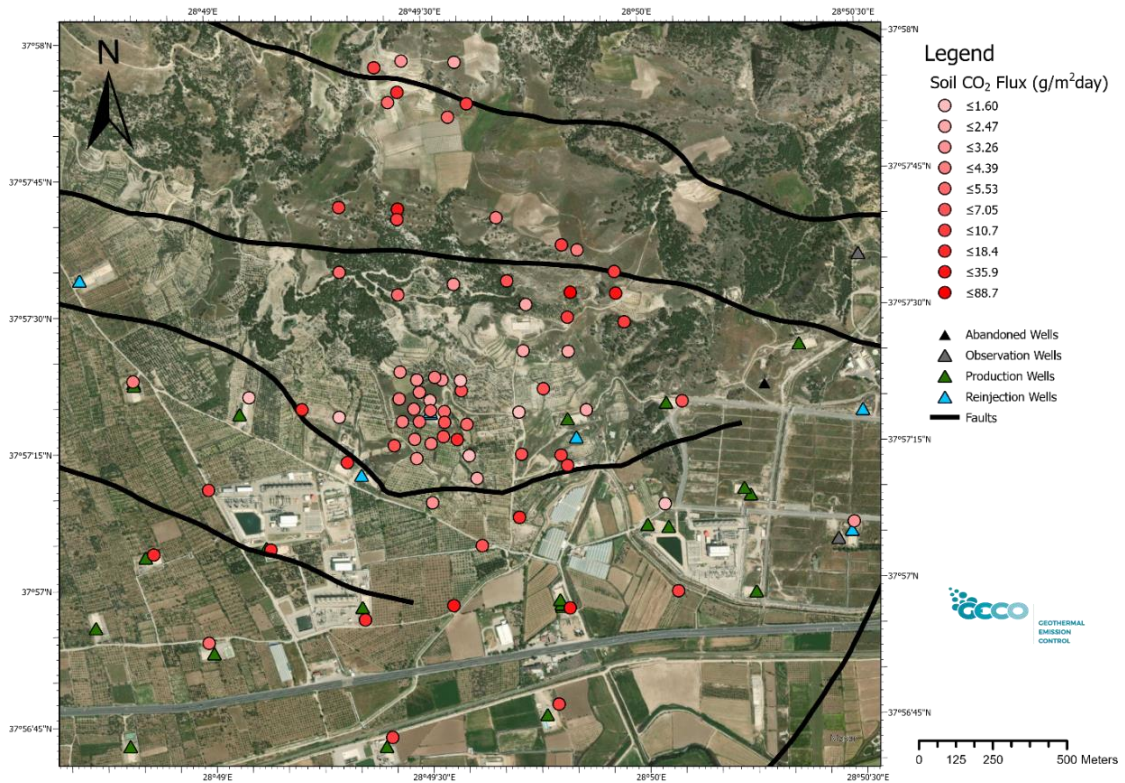 28°49'E 28°49'30"E 28°50'E 28°50'30"E
37°58'N
37°58'N
N
37°57'45"N
37°57'45"N
37°57'30"N
37°57'30"N
37°57'15"N
37°57'15"N
37°57'N
37°57'N
37°56'45"N
37°56'45"N
28°49'E 28°49'30"E 28°50'E 28°50'30"E
Legend
Soil CO₂ Flux (g/m²day)
≤1.60
≤2.47
≤3.26
≤4.39
≤5.53
≤7.05
≤10.7
≤18.4
≤35.9
≤88.7
Abandoned Wells
Observation Wells
Production Wells
Reinjection Wells
Faults
GECO
GEOTHERMAL
EMISSION
CONTROL
0 125 250 500 Meters